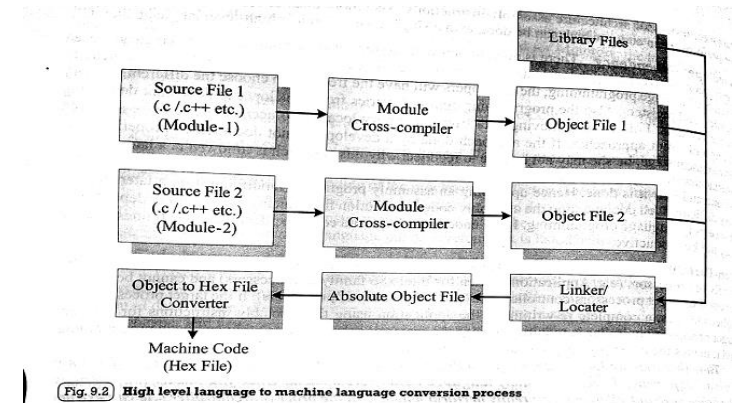 Library Files
Source File 1
(.c /.c++ etc.)
(Module-1)
Module
Cross-compiler
Object File 1
Source File 2
(.c /.c++ etc.)
(Module-2)
Module
Cross-compiler
Object File 2
Object to Hex File
Converter
Absolute Object File
Linker/
Locater
Machine Code
(Hex File)
Fig. 9.2 High level language to machine language conversion process